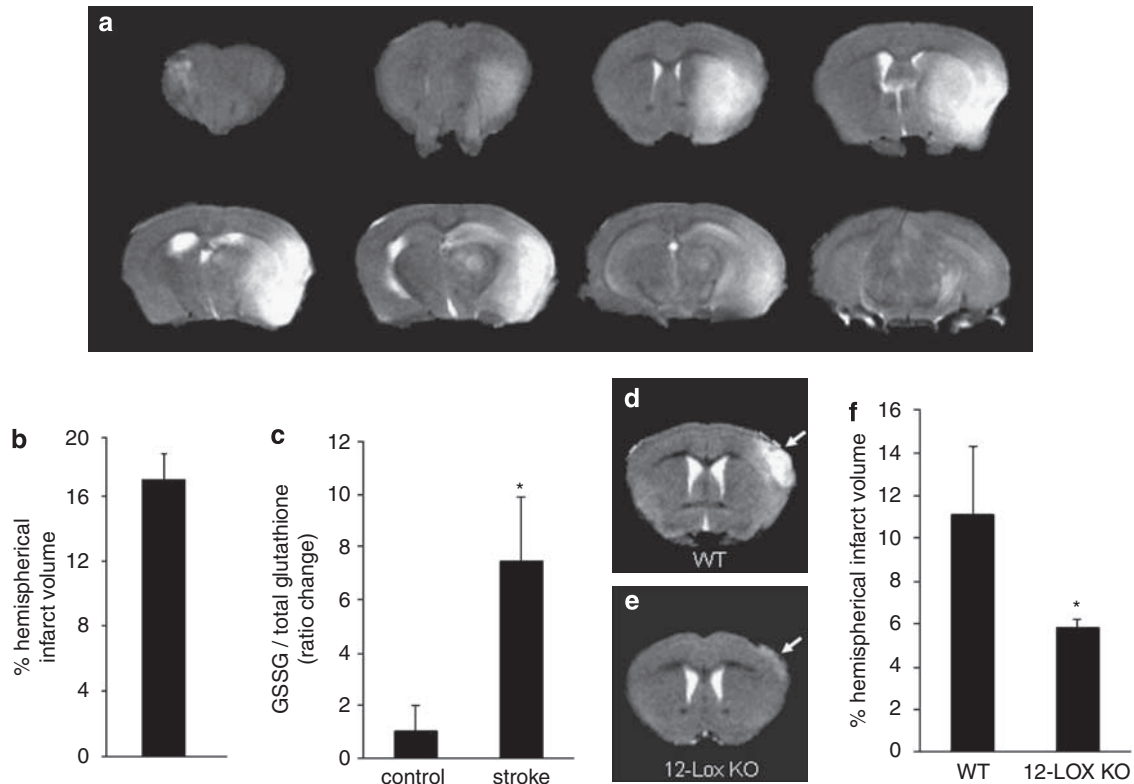 a
b
% hemispherical
infarct volume
20
16
12
8
4
0
c
GSSG / total glutathione
(ratio change)
12
10
8
6
4
2
0
*
control
stroke
d
WT
e
12-Lox KO
f
% hemispherical infarct volume
16
14
12
10
8
6
4
2
0
*
WT
12-LOX KO